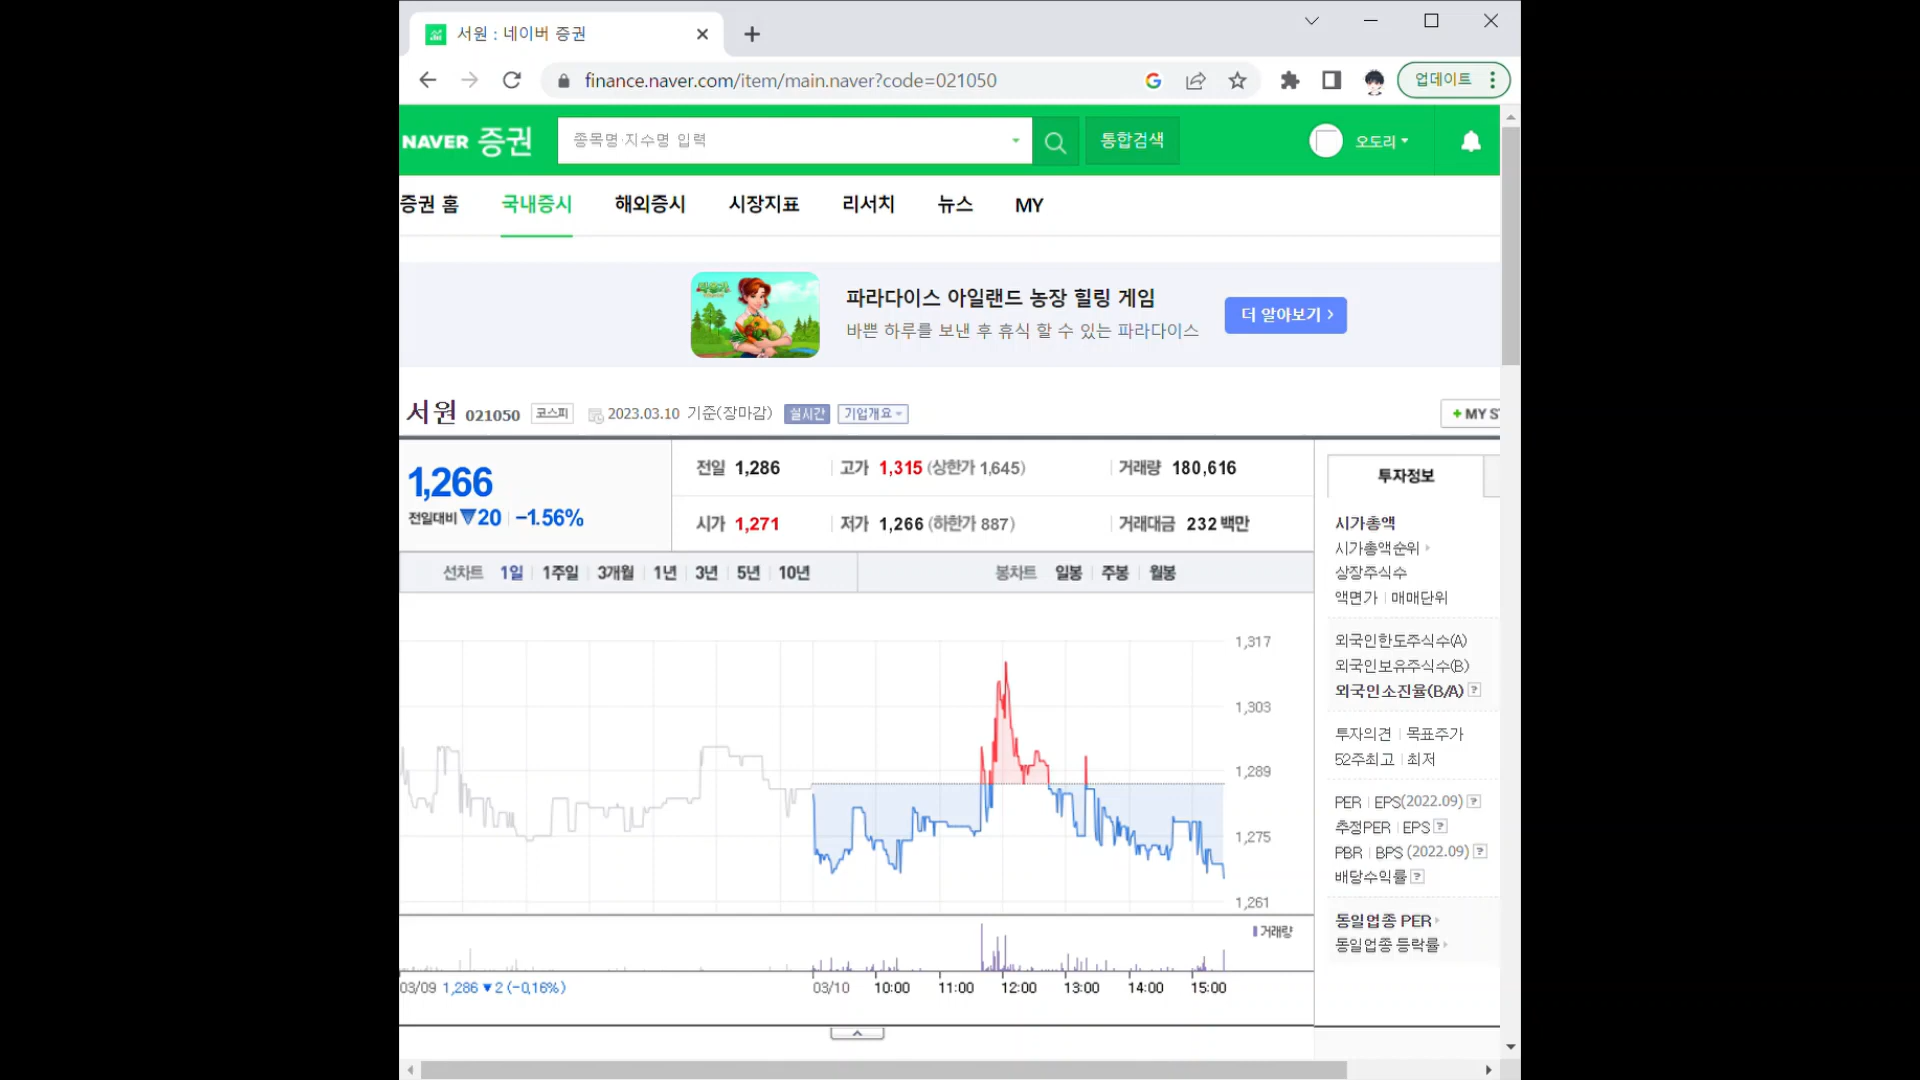 서원 : 네이버 증권
finance.naver.com/item/main.naver?code=021050
업데이트
NAVER 증권
종목명·지수명 입력
통합검색
오도리
증권 홈 국내증시 해외증시 시장지표 리서치 뉴스 MY
파라다이스 아일랜드 농장 힐링 게임
바쁜 하루를 보낸 후 휴식 할 수 있는 파라다이스
더 알아보기
서원 021050 코스피 2023.03.10 기준(장마감) 실시간 기업개요
+ MY S
1,266
전일대비 ▼20 -1.56%
전일 1,286 고가 1,315 (상한가 1,645) 거래량 180,616
시가 1,271 저가 1,266 (하한가 887) 거래대금 232 백만
선차트 1일 1주일 3개월 1년 3년 5년 10년
봉차트 일봉 주봉 월봉
1,317
1,303
1,289
1,275
1,261
거래량
03/09 1,286 ▼2 (-0.16%)
03/10 10:00 11:00 12:00 13:00 14:00 15:00
투자정보
시가총액
시가총액순위
상장주식수
액면가 매매단위
외국인한도주식수(A)
외국인보유주식수(B)
외국인소진율(B/A) ?
투자의견 목표주가
52주최고 최저
PER EPS(2022.09) ?
추정PER EPS ?
PBR BPS (2022.09) ?
배당수익률 ?
동일업종 PER
동일업종 등락률